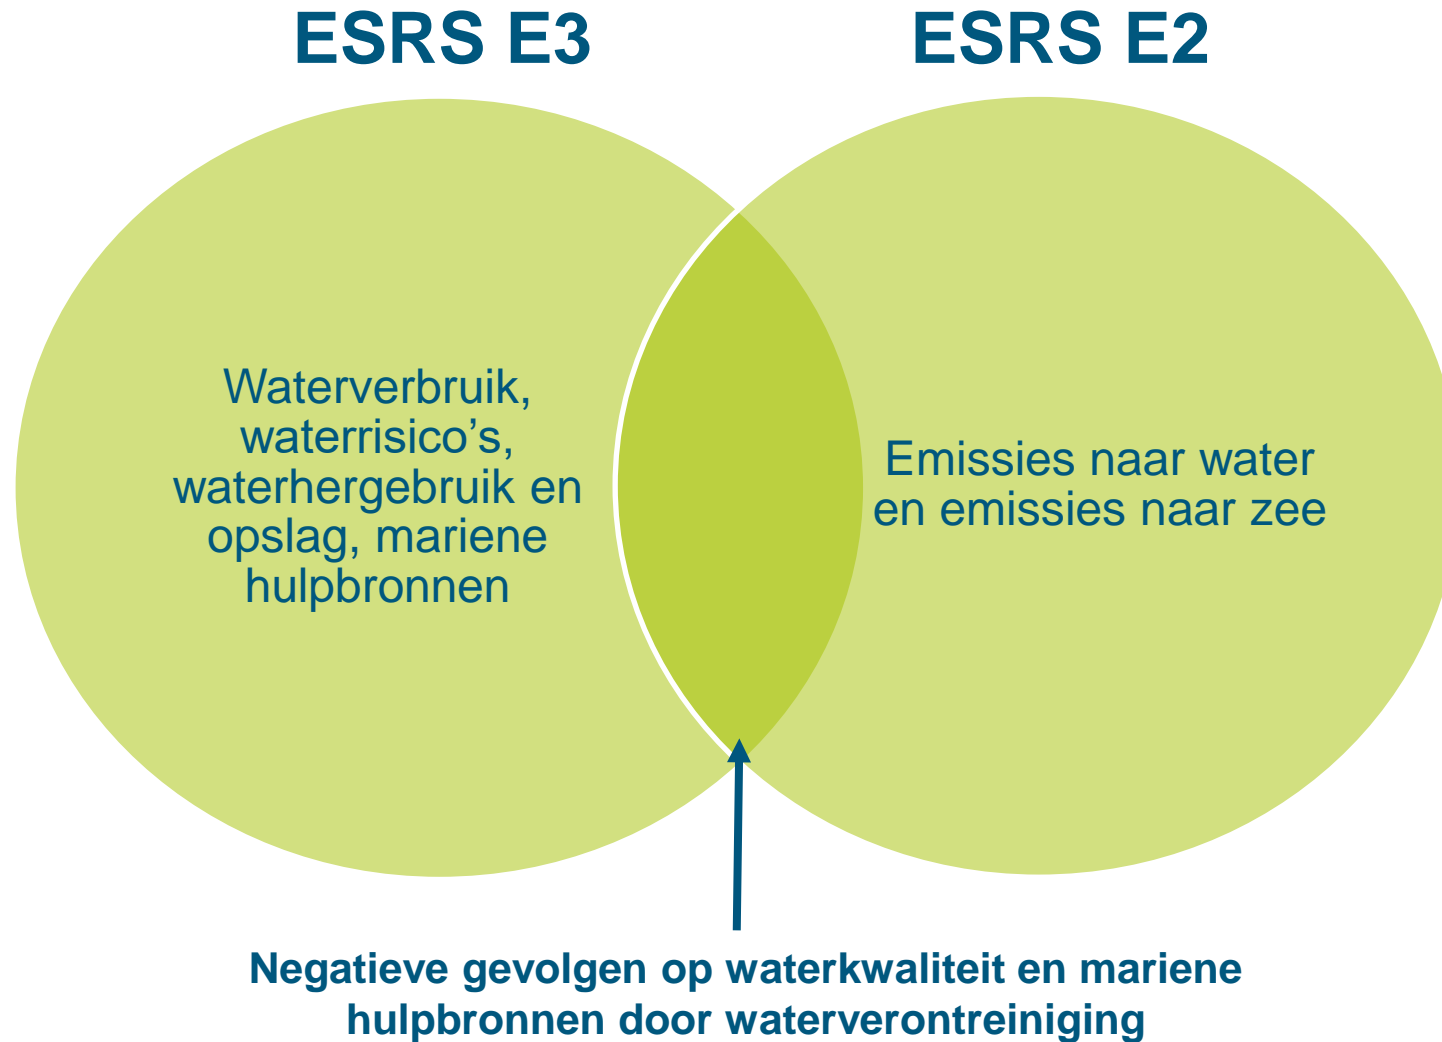 ESRS E3
ESRS E2
Waterverbruik,
waterrisico’s,
waterhergebruik en
opslag, mariene
hulpbronnen
Emissies naar water
en emissies naar zee
Negatieve gevolgen op waterkwaliteit en mariene
hulpbronnen door waterverontreiniging